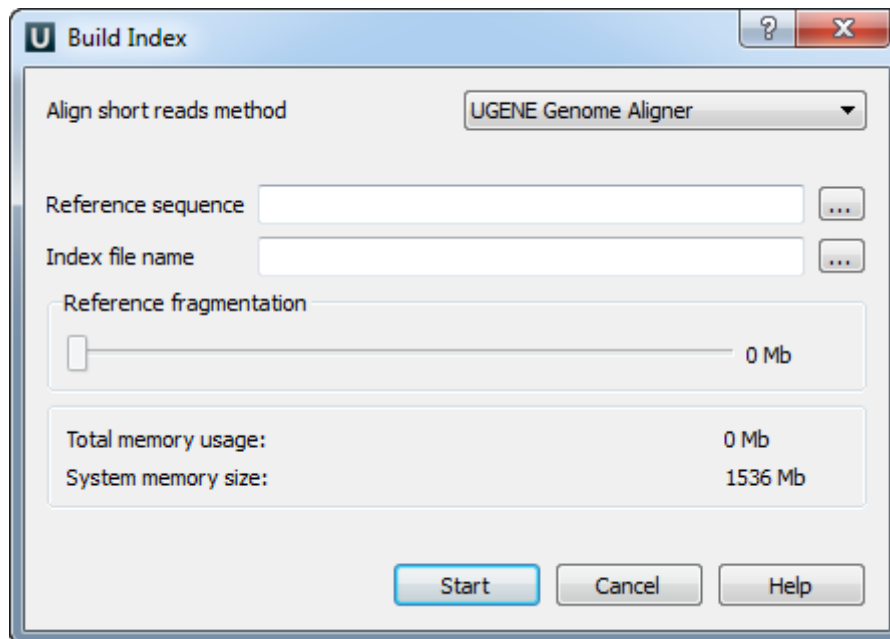 U Build Index
Align short reads method UGENE Genome Aligner
Reference sequence ...
Index file name ...
Reference fragmentation
0 Mb
Total memory usage: 0 Mb
System memory size: 1536 Mb
Start Cancel Help